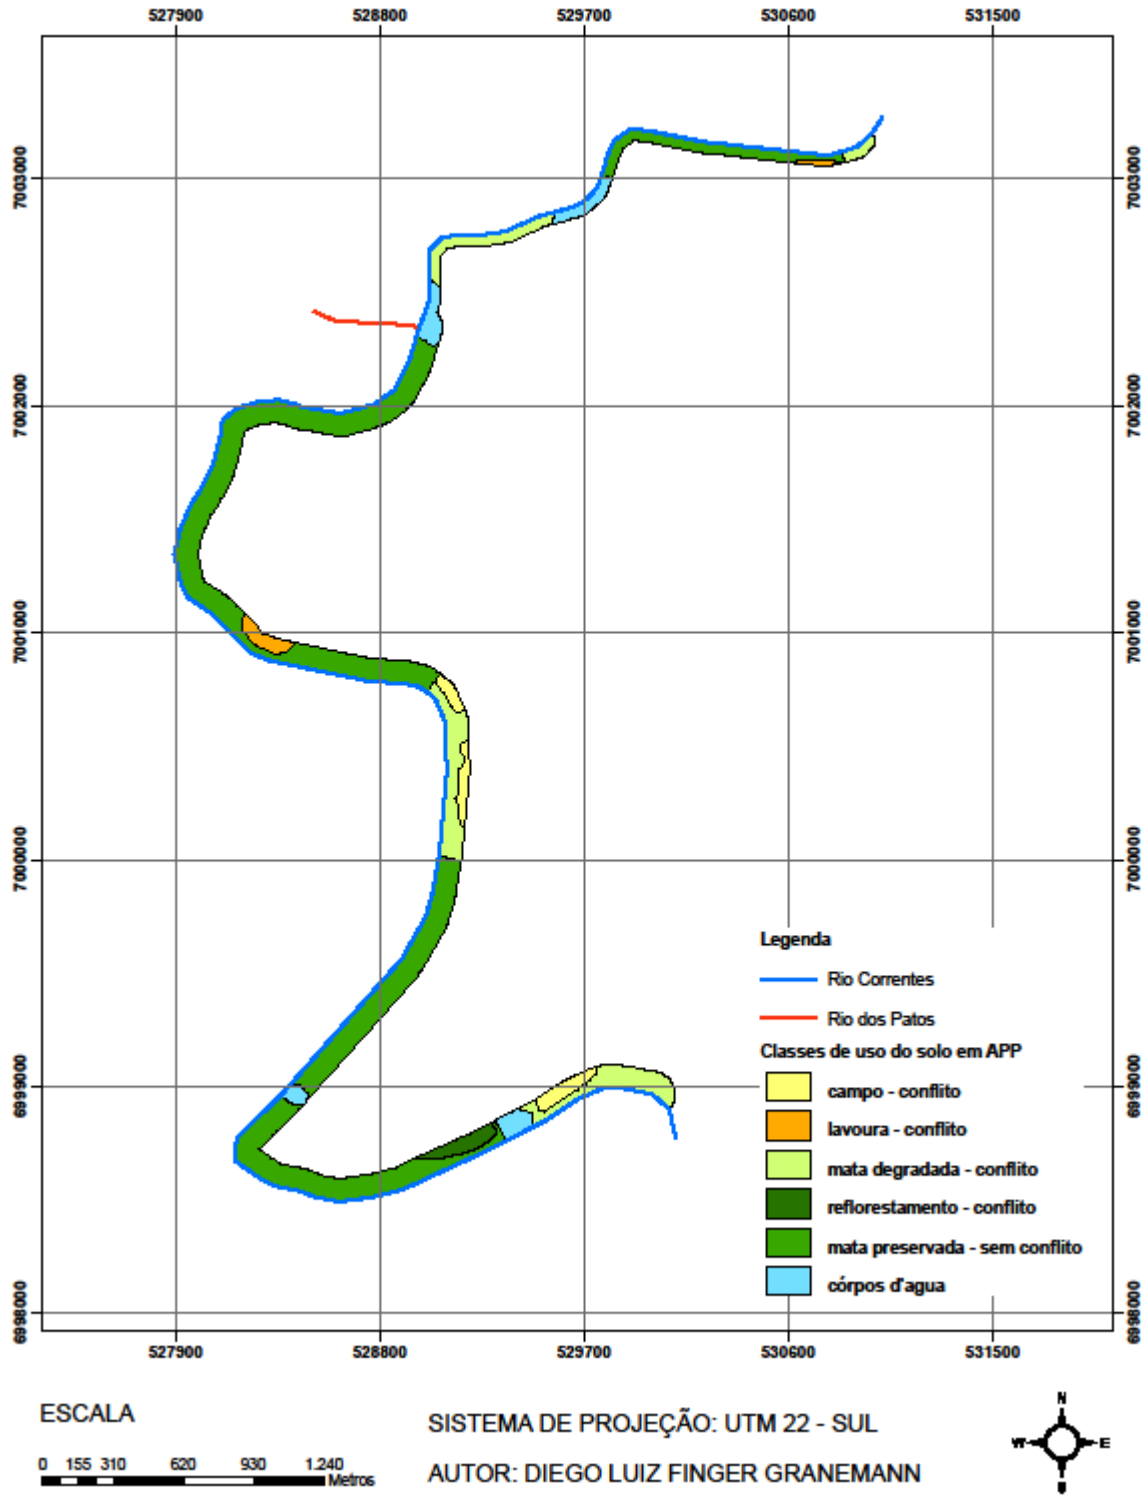 527900 528800 529700 530600 531500
7003000 7003000
7002000 7002000
7001000 7001000
7000000 7000000
Legenda
Rio Correntes
Rio dos Patos
Classes de uso do solo em APP
6999000 6999000
campo - conflito
lavoura - conflito
mata degradada - conflito
reflorestamento - conflito
mata preservada - sem conflito
córpos d'agua
6998000 6998000
527900 528800 529700 530600 531500
ESCALA
0 155 310 620 930 1.240
Metros
SISTEMA DE PROJEÇÃO: UTM 22 - SUL
AUTOR: DIEGO LUIZ FINGER GRANEMANN
N
W E